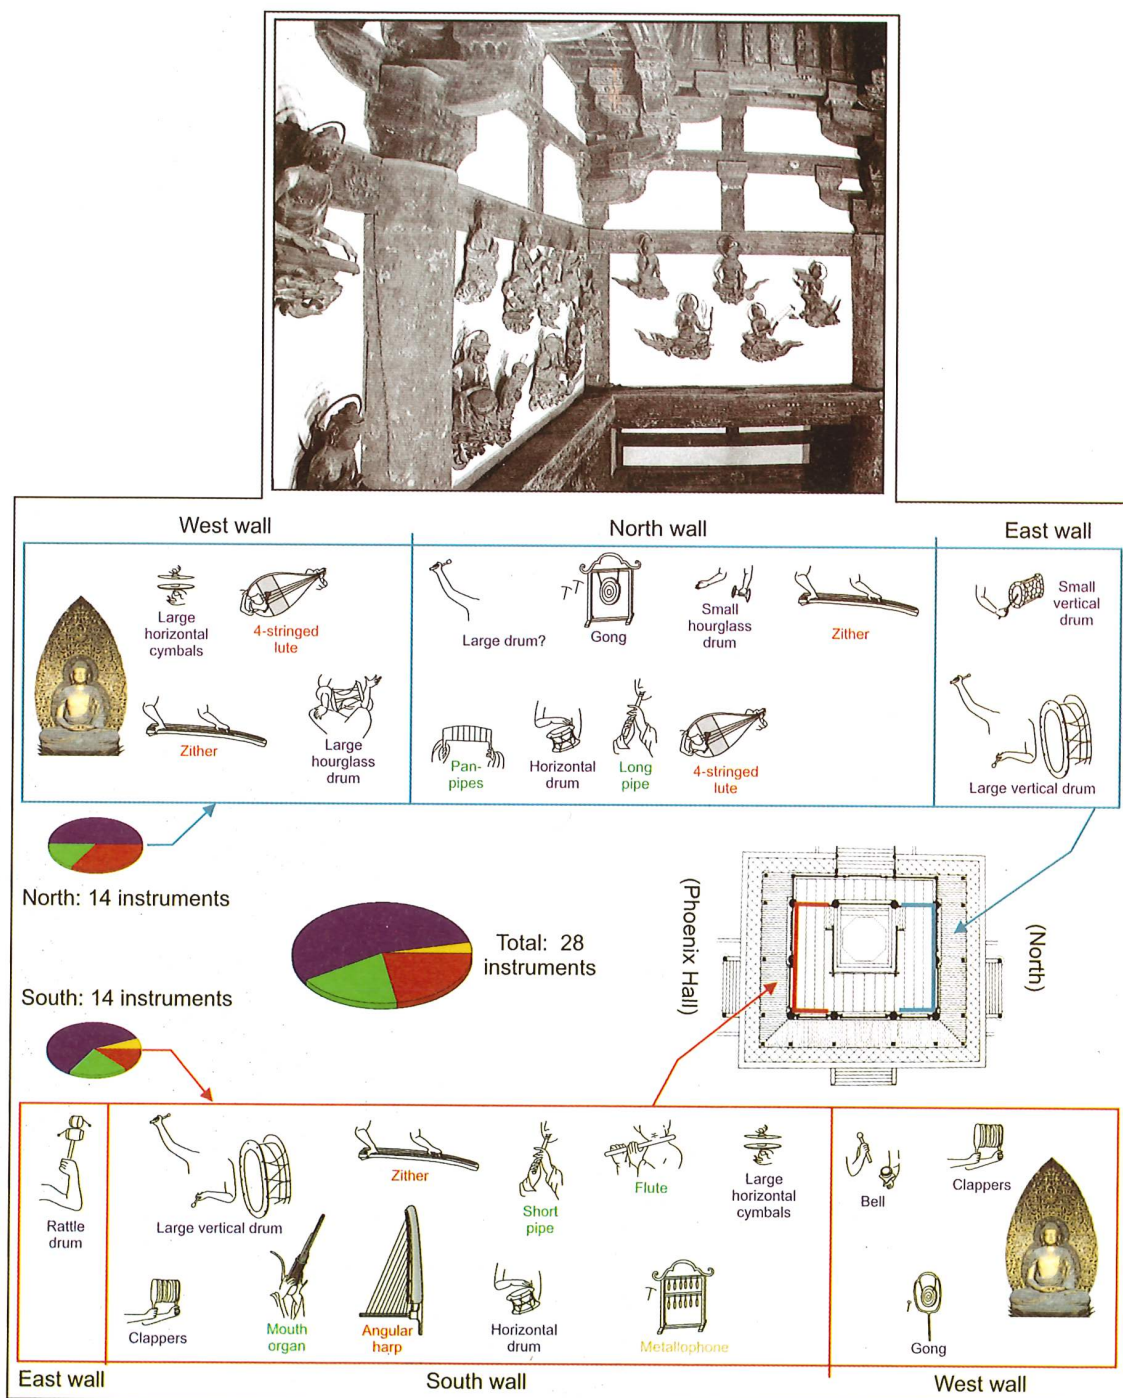 West wall
North wall
East wall
Large
horizontal
cymbals
4-stringed
lute
Zither
Large
hourglass
drum
Large drum?
Gong
Small
hourglass
drum
Zither
Pan-
pipes
Horizontal
drum
Long
pipe
4-stringed
lute
Small
vertical
drum
Large vertical drum
North: 14 instruments
Total: 28
instruments
South: 14 instruments
(Phoenix Hall)
(North)
Rattle
drum
Large vertical drum
Zither
Short
pipe
Flute
Large
horizontal
cymbals
Clappers
Mouth
organ
Angular
harp
Horizontal
drum
Metallophone
Bell
Clappers
Gong
East wall
South wall
West wall